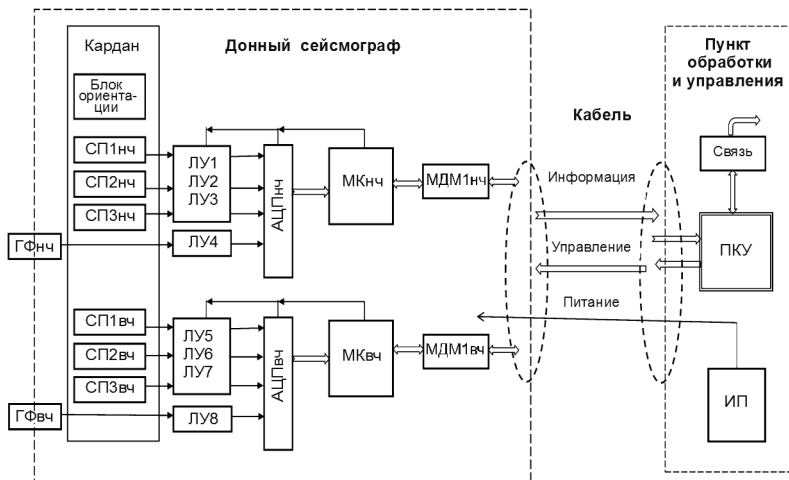 Кардан
Донный сейсмограф
Пункт
обработки
и управления
Блок
ориента-
ции
Кабель
СП1нч
СП2нч
СП3нч
ЛУ1
ЛУ2
ЛУ3
АЦПнч
МКнч
МДМ1нч
Информация
Связь
ГФнч
ЛУ4
Управление
ПКУ
Питание
СП1вч
СП2вч
СП3вч
ЛУ5
ЛУ6
ЛУ7
АЦПвч
МКвч
МДМ1вч
ГФвч
ЛУ8
ИП